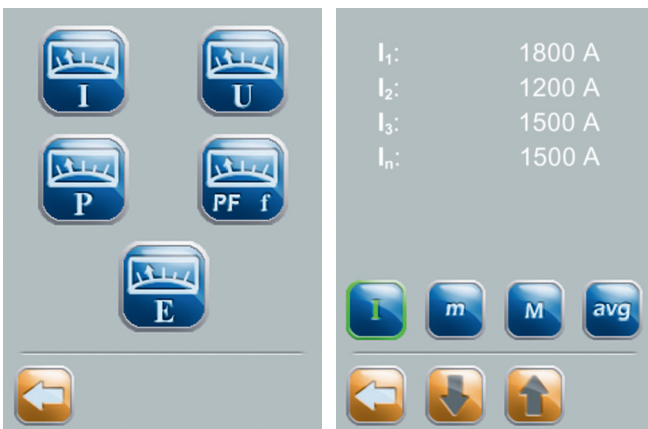 I U
P PF f
E
I₁: 1800 A
I₂: 1200 A
I₃: 1500 A
Iₙ: 1500 A
I m M avg